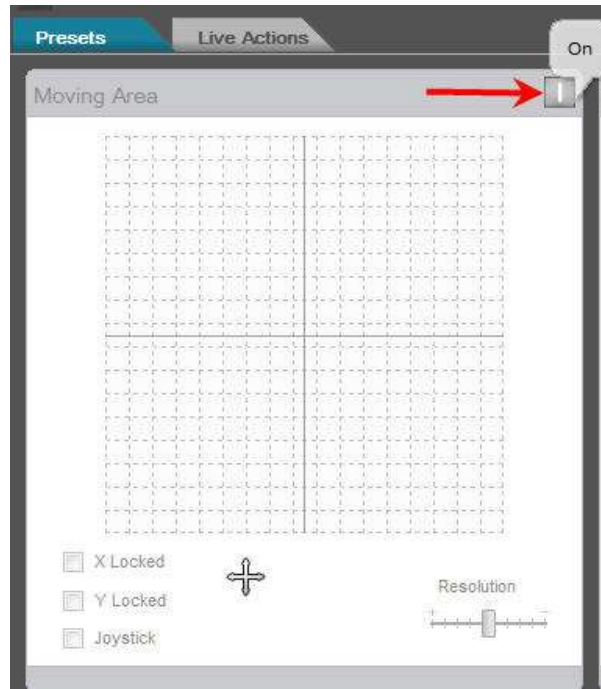 Presets
Live Actions
On
Moving Area
X Locked
Y Locked
Joystick
Resolution
+
-